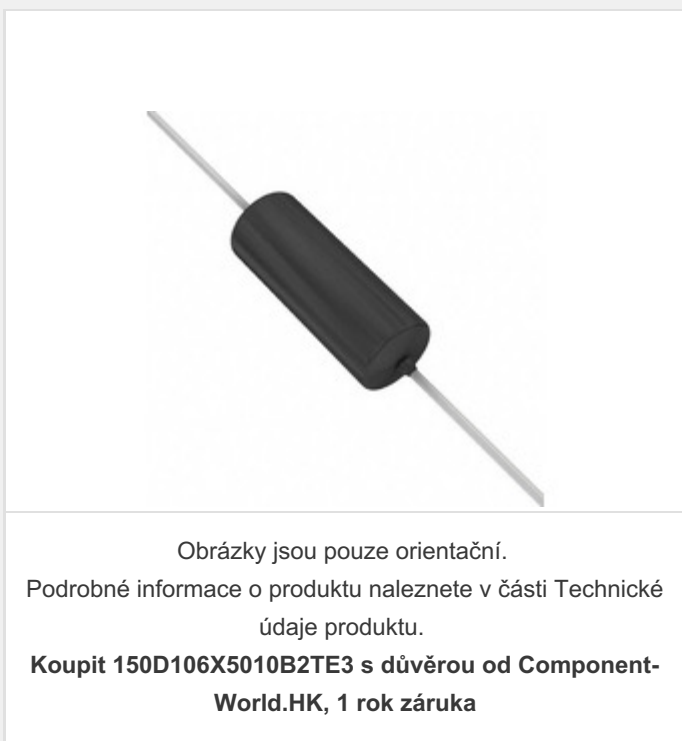 Obrázky jsou pouze orientační.
Podrobné informace o produktu naleznete v části Technické
údaje produktu.
Koupit 150D106X5010B2TE3 s důvěrou od Component-
World.HK, 1 rok záruka